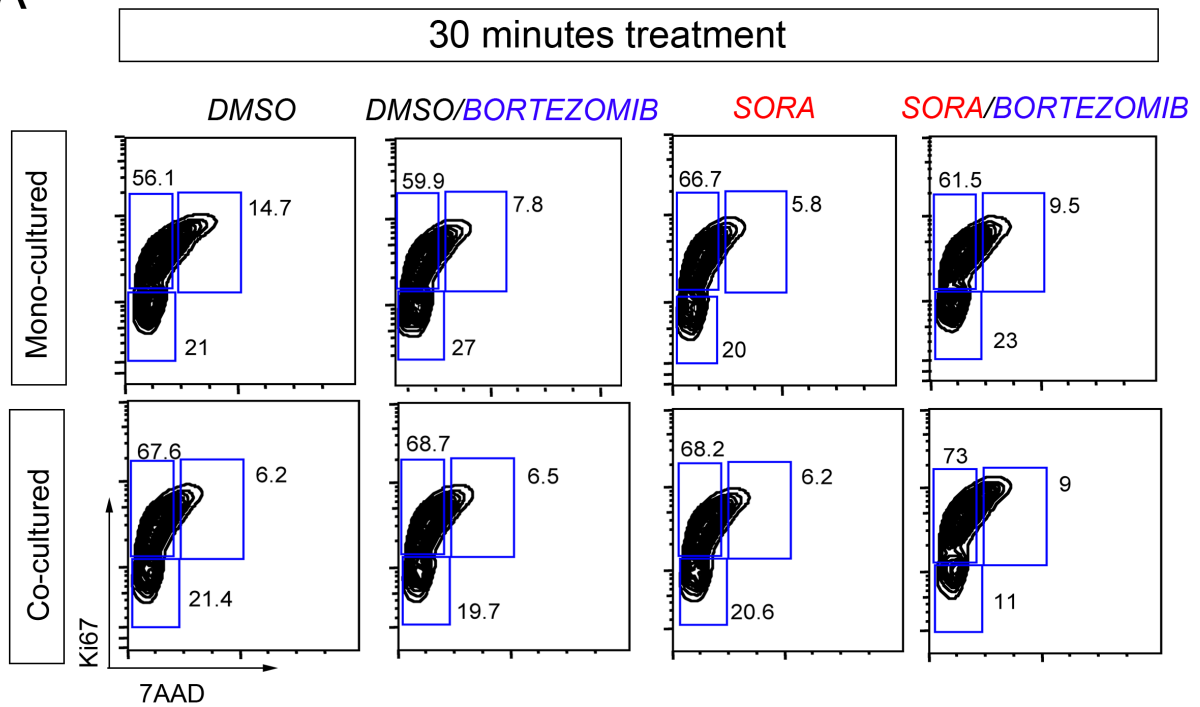 A
30 minutes treatment
DMSO
DMSO/BORTEZOMIB
SORA
SORA/BORTEZOMIB
Mono-cultured
56.1
14.7
21
59.9
7.8
27
66.7
5.8
20
61.5
9.5
23
Co-cultured
67.6
6.2
21.4
68.7
6.5
19.7
68.2
6.2
20.6
73
9
11
Ki67
7AAD